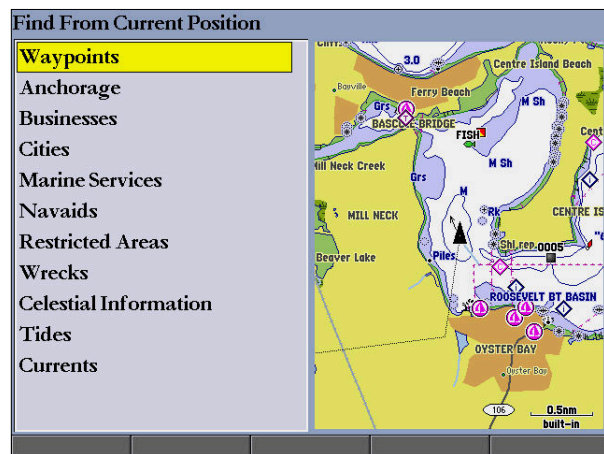 Find From Current Position
Waypoints
Anchorage
Businesses
Cities
Marine Services
Navaids
Restricted Areas
Wrecks
Celestial Information
Tides
Currents
3.0
Centre Island Beach
Bayville
Ferry Beach
Grs
M Sh
BASCULE BRIDGE
FISH
Mill Neck Creek
M Sh
Grs
M
MILL NECK
Rk
CENTRE IS
Shl rep
0005
Beaver Lake
Piles
ROOSEVELT BT BASIN
OYSTER BAY
Oyster Bay
106
0.5nm
built-in